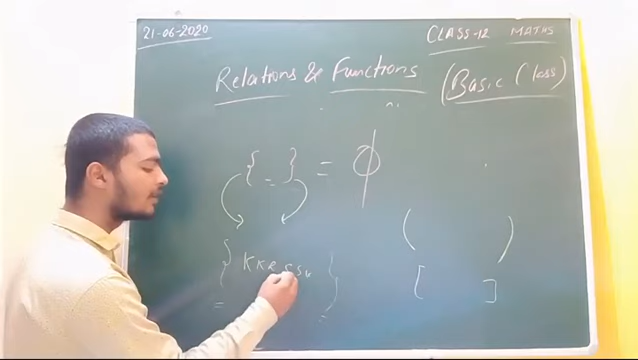 21-06-2020
CLASS-12 MATHS
Relations & Functions (Basic Class)
{ } = ϕ
( )
[ ]